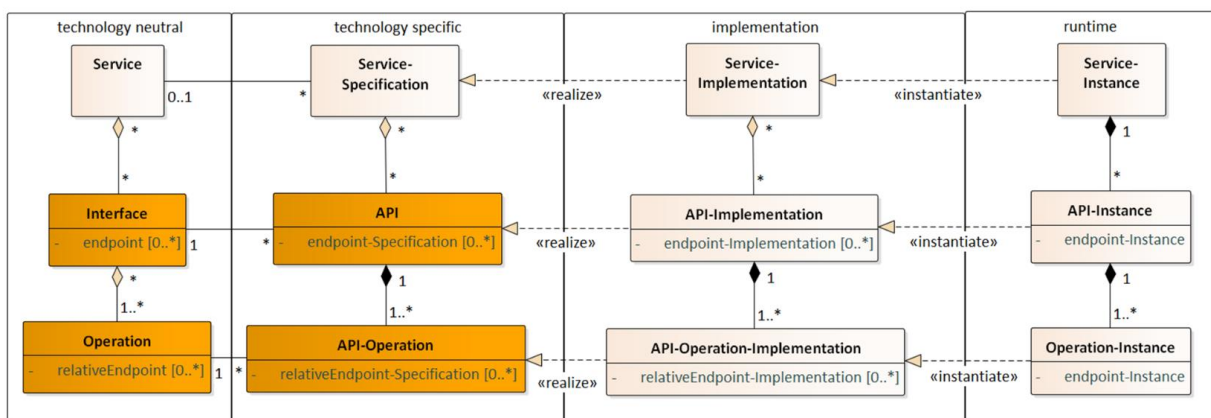 technology neutral
technology specific
implementation
runtime
Service
Service-
Specification
Service-
Implementation
Service-
Instance
0..1
*
«realize»
«instantiate»
*
*
*
1
*
*
*
*
Interface
API
API-Implementation
API-Instance
- endpoint [0..*]
1
*
- endpoint-Specification [0..*]
«realize»
- endpoint-Implementation [0..*]
«instantiate»
- endpoint-Instance
*
1
1
1
1..*
1..*
1..*
1..*
Operation
API-Operation
API-Operation-Implementation
Operation-Instance
- relativeEndpoint [0..*]
1
*
- relativeEndpoint-Specification [0..*]
«realize»
- relativeEndpoint-Implementation [0..*]
«instantiate»
- endpoint-Instance